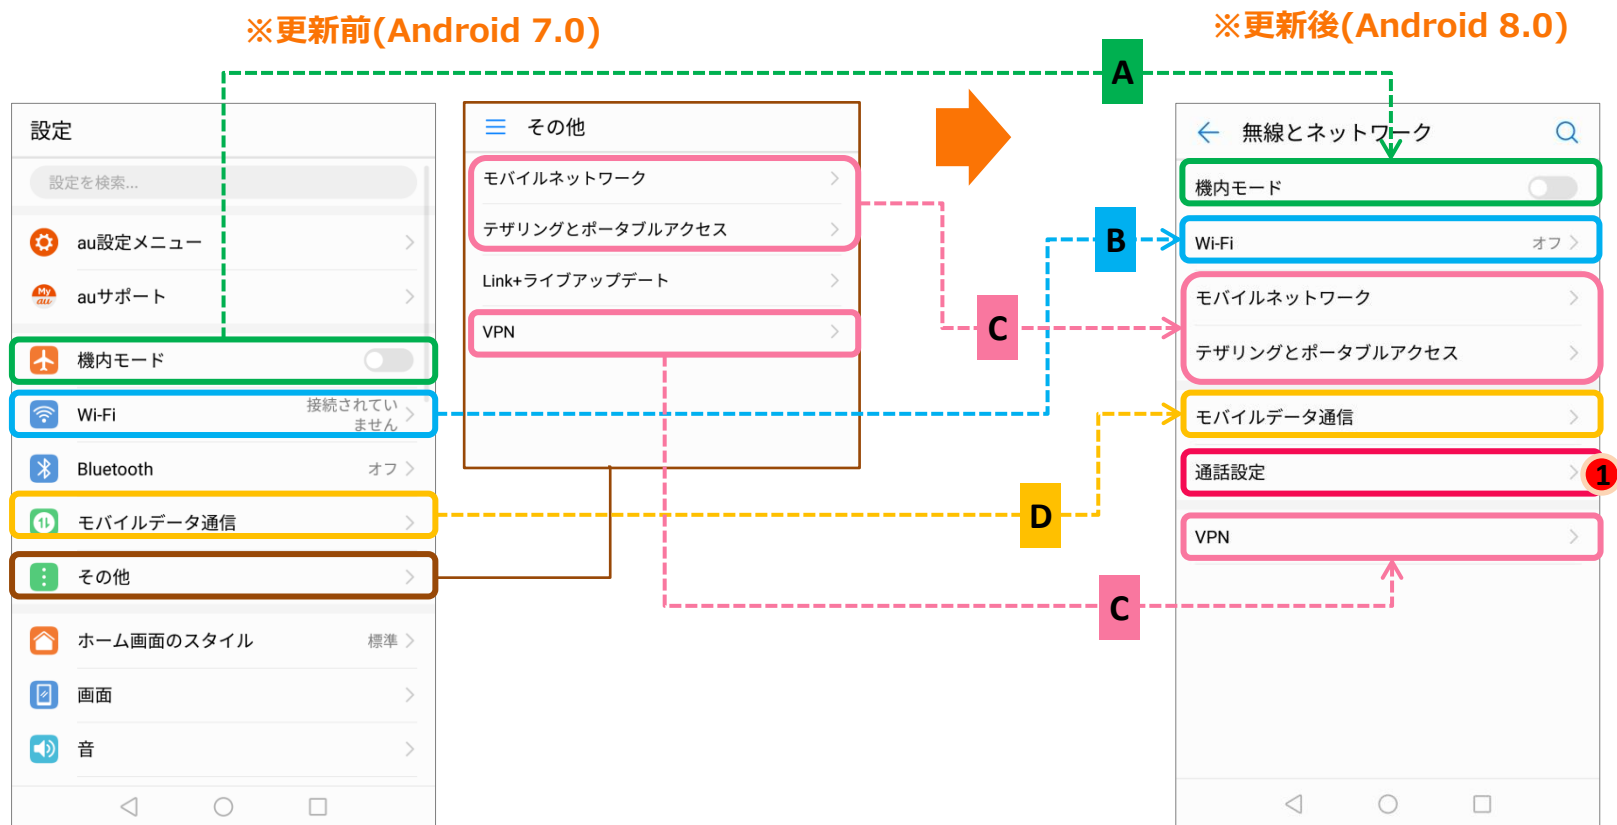 ※更新前(Android 7.0)
※更新後(Android 8.0)
A
設定
設定を検索...
au設定メニュー
My au
auサポート
機内モード
Wi-Fi
接続されてい
ません
Bluetooth
オフ
モバイルデータ通信
その他
ホーム画面のスタイル
標準
画面
音
その他
モバイルネットワーク
テザリングとポータブルアクセス
Link+ライブアップデート
VPN
B
C
D
C
無線とネットワーク
機内モード
Wi-Fi
オフ
モバイルネットワーク
テザリングとポータブルアクセス
モバイルデータ通信
通話設定
1
VPN